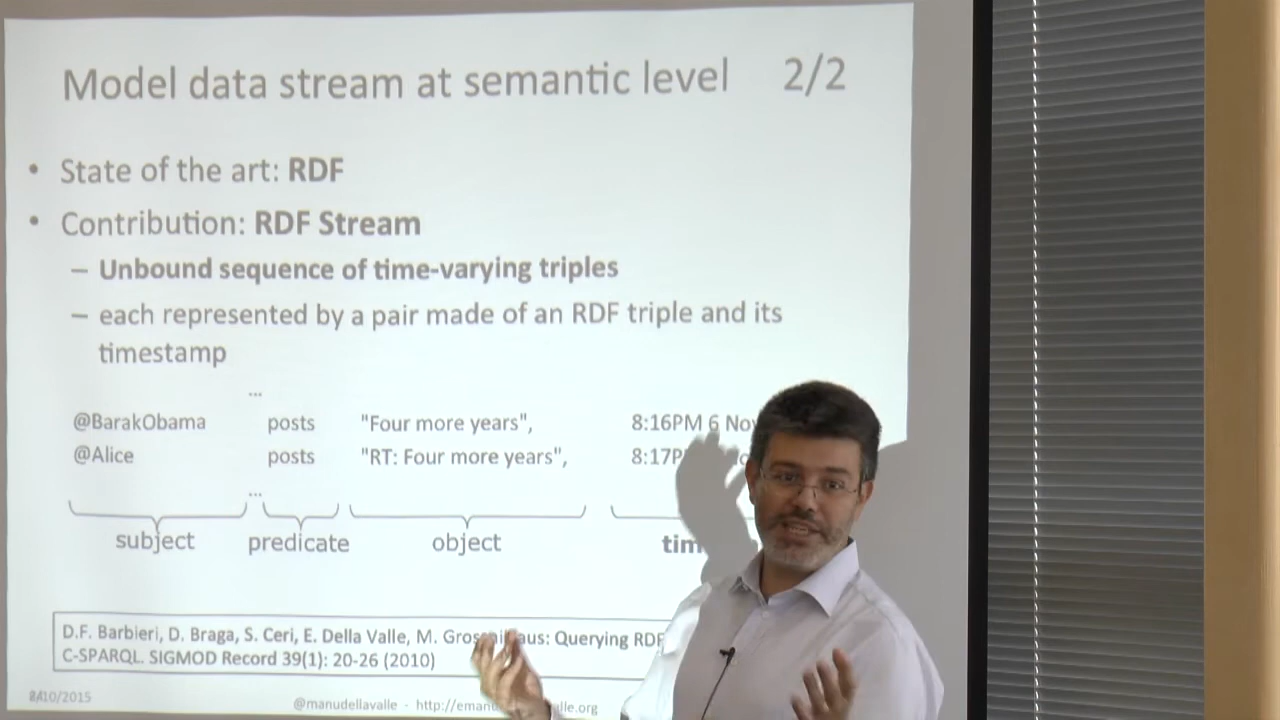 Model data stream at semantic level 2/2
• State of the art: RDF
• Contribution: RDF Stream
– Unbound sequence of time-varying triples
– each represented by a pair made of an RDF triple and its
timestamp
...
@BarakObama posts "Four more years", 8:16PM 6
@Alice posts "RT: Four more years",
...
subject predicate object
D.F. Barbieri, D. Braga, S. Ceri, E. Della Valle, M. Querying RDF
C-SPARQL. SIGMOD Record 39(1): 20-26 (2010)
@manudellavalle -